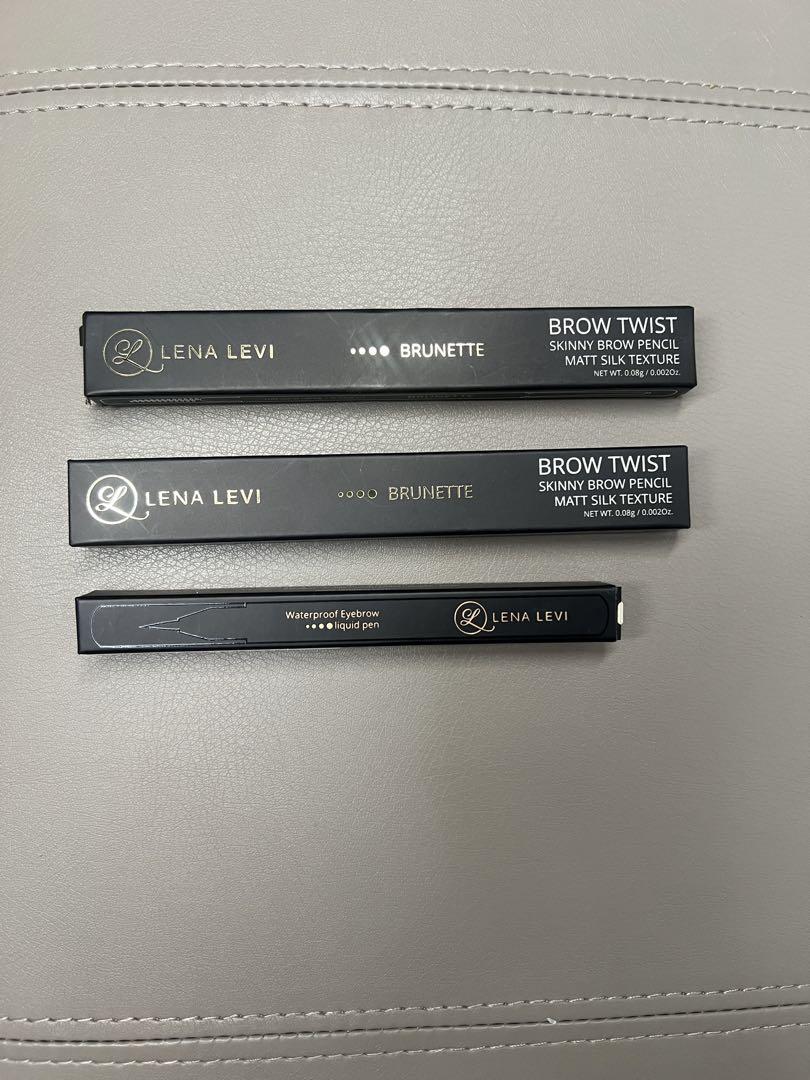 LENA LEVI
BRUNETTE
BROW TWIST
SKINNY BROW PENCIL
MATT SILK TEXTURE
NET WT. 0.08g / 0.002Oz.
BRUNETTE
LENA LEVI
BRUNETTE
BROW TWIST
SKINNY BROW PENCIL
MATT SILK TEXTURE
NET WT. 0.08g / 0.002Oz.
Waterproof Eyebrow
liquid pen
LENA LEVI